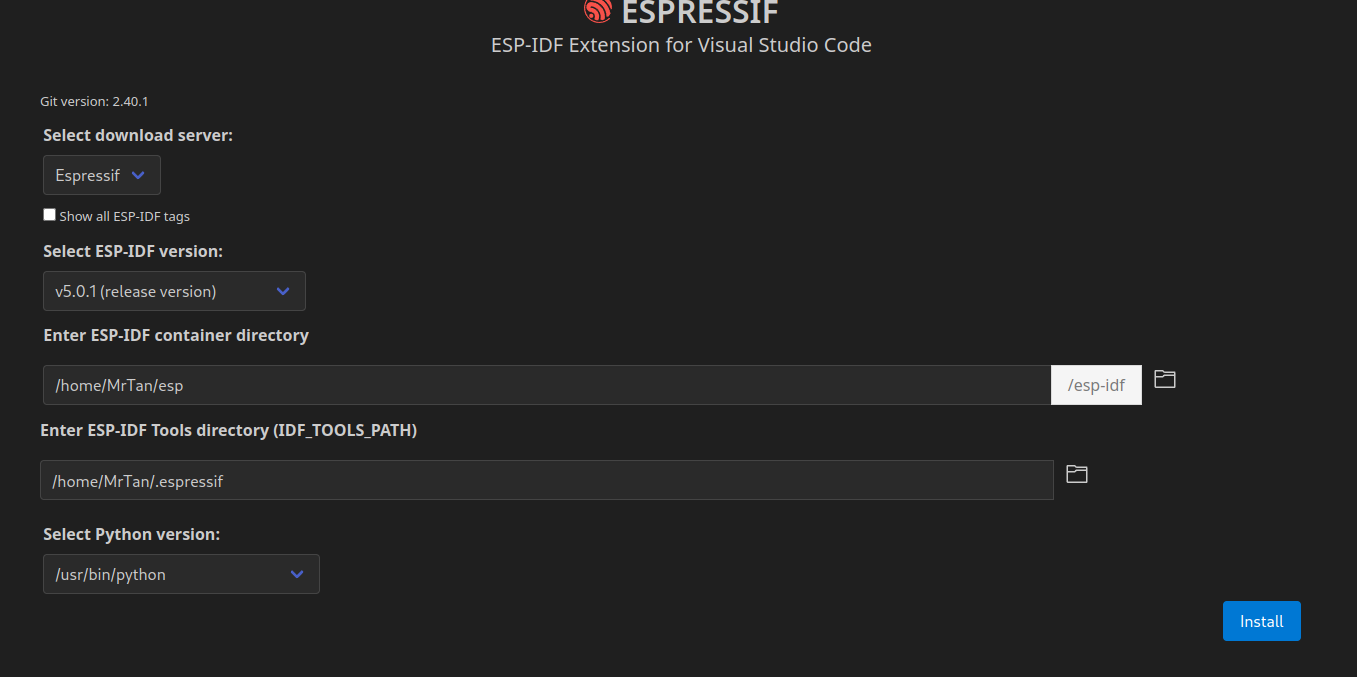 ESPRESSIF
ESP-IDF Extension for Visual Studio Code
Git version: 2.40.1
Select download server:
Espressif
Show all ESP-IDF tags
Select ESP-IDF version:
v5.0.1 (release version)
Enter ESP-IDF container directory
/home/MrTan/esp /esp-idf
Enter ESP-IDF Tools directory (IDF_TOOLS_PATH)
/home/MrTan/.espressif
Select Python version:
/usr/bin/python
Install